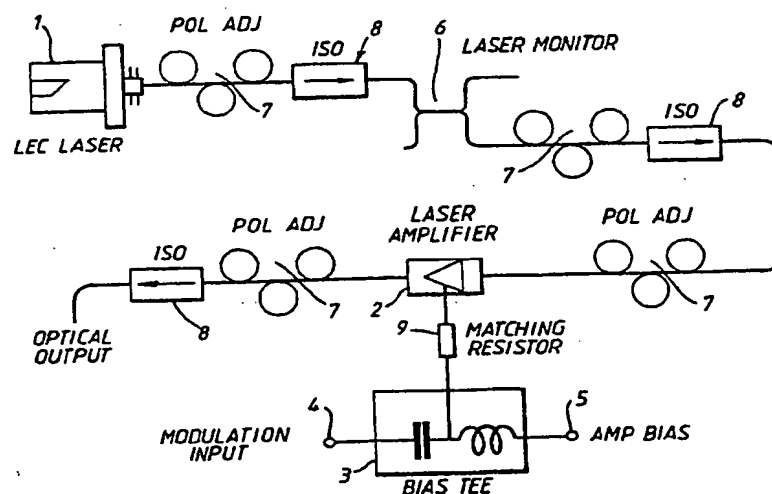 1
POL ADJ
ISO
8
6
LASER MONITOR
7
LEC LASER
ISO
8
7
POL ADJ
LASER
AMPLIFIER
POL ADJ
ISO
7
2
7
8
OPTICAL
OUTPUT
9
MATCHING
RESISTOR
4
5
MODULATION
INPUT
AMP BIAS
3
BIAS TEE